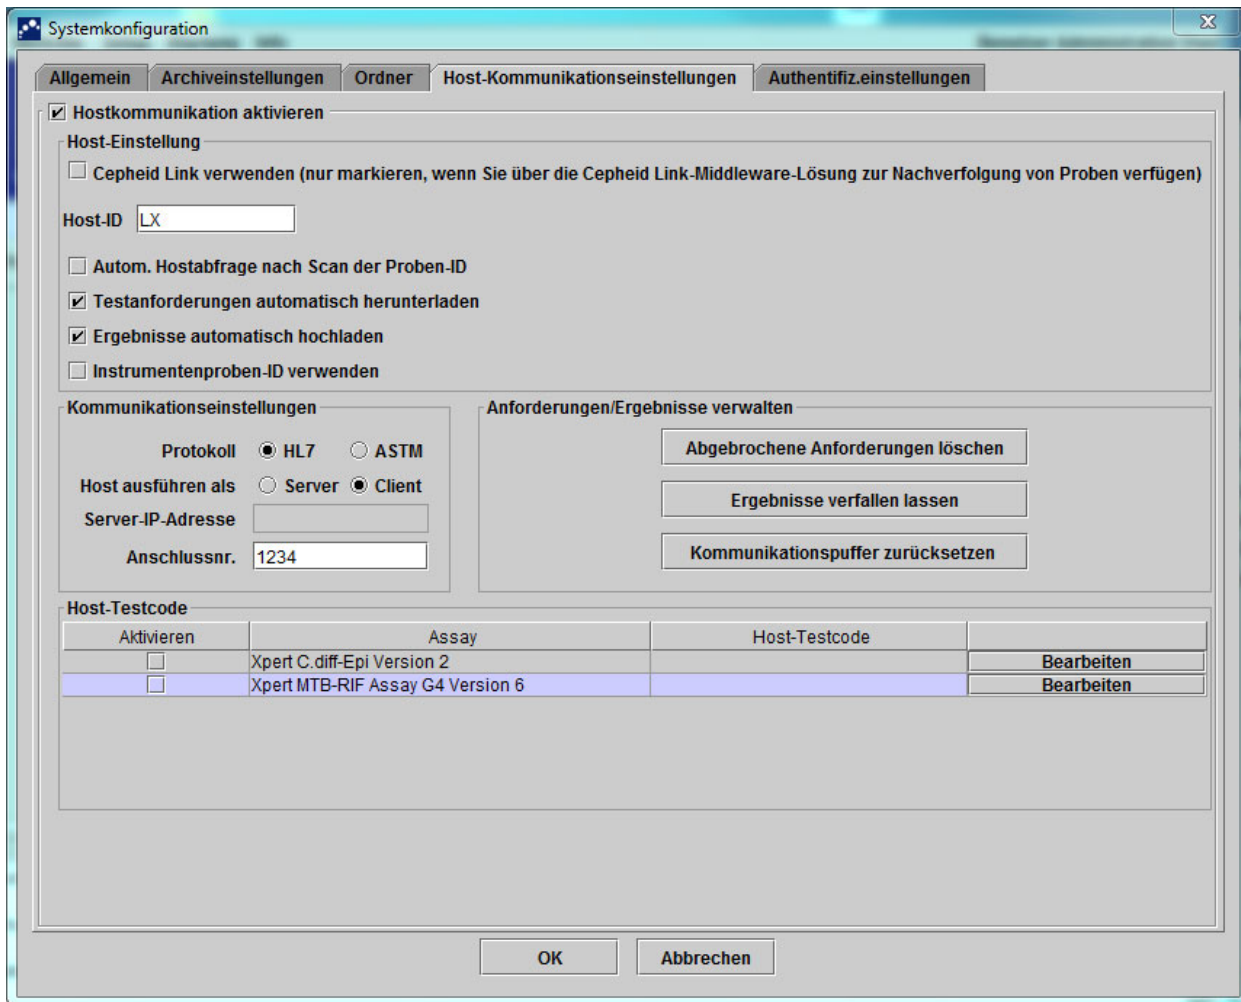 Systemkonfiguration
Allgemein Archiveinstellungen Ordner Host-Kommunikationseinstellungen Authentifiz.einstellungen
Hostkommunikation aktivieren
Host-Einstellung
Cepheid Link verwenden (nur markieren, wenn Sie über die Cepheid Link-Middleware-Lösung zur Nachverfolgung von Proben verfügen)
Host-ID LX
Autom. Hostabfrage nach Scan der Proben-ID
Testanforderungen automatisch herunterladen
Ergebnisse automatisch hochladen
Instrumentenproben-ID verwenden
Kommunikationseinstellungen
Protokoll HL7 ASTM
Host ausführen als Server Client
Server-IP-Adresse
Anschlussnr. 1234
Anforderungen/Ergebnisse verwalten
Abgebrochene Anforderungen löschen
Ergebnisse verfallen lassen
Kommunikationspuffer zurücksetzen
Host-Testcode
Aktivieren Assay Host-Testcode
Xpert C.diff-Epi Version 2 Bearbeiten
Xpert MTB-RIF Assay G4 Version 6 Bearbeiten
OK Abbrechen